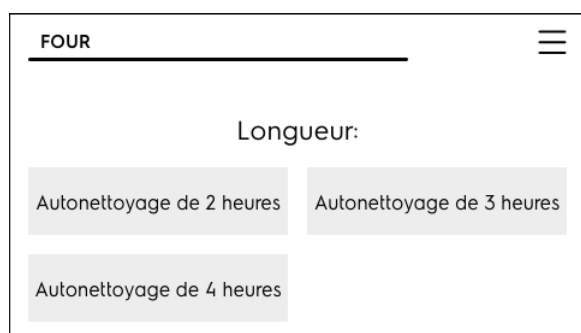 FOUR
Longueur:
Autonettoyage de 2 heures
Autonettoyage de 3 heures
Autonettoyage de 4 heures